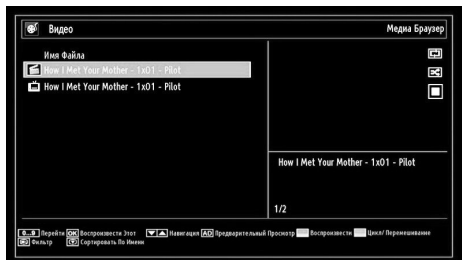 Видео
Медиа Браузер
Имя Файла
How I Met Your Mother - 1x01 - Pilot
How I Met Your Mother - 1x01 - Pilot
How I Met Your Mother - 1x01 - Pilot
1/2
0...9 Перейти OK Воспроизвести Этот Навигация AD Предварительный Просмотр Воспроизвести Цикл/ Перемешивание
Фильтр Сортировать По Имени